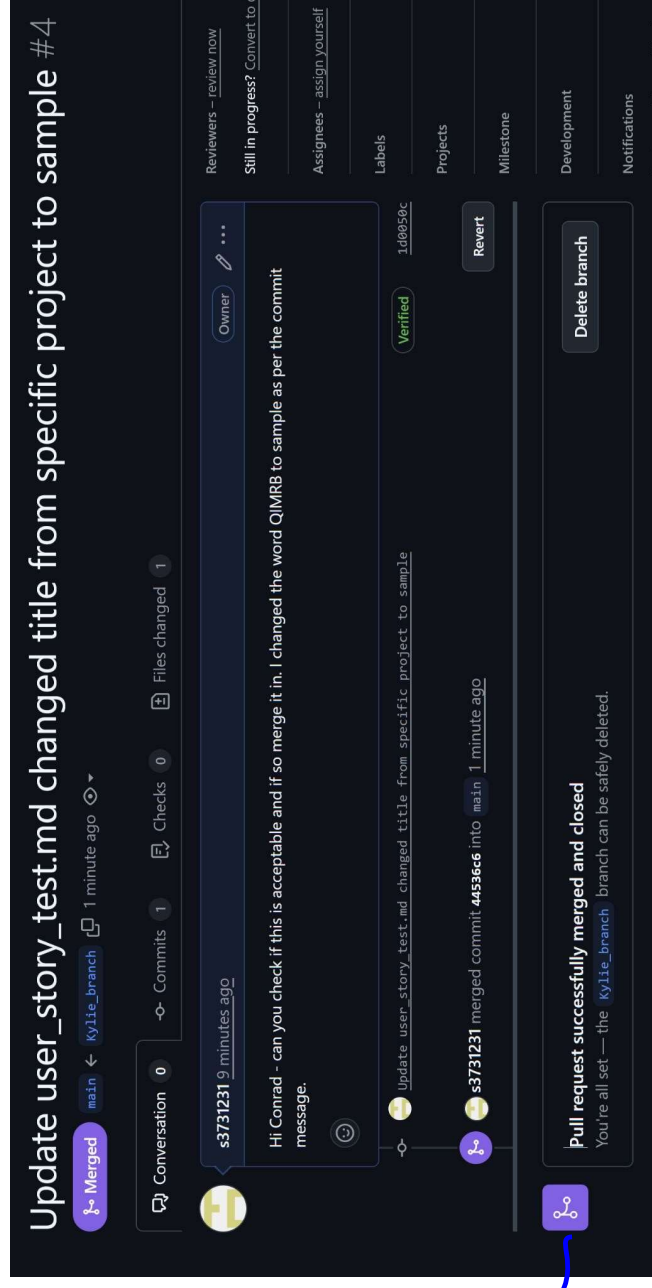 Update user_story_test.md changed title from specific project to sample #4
Merged main ← Kylie_branch 1 minute ago
Conversation 0 Commits 1 Checks 0 Files changed 1
s3731231 9 minutes ago Owner ...
Hi Conrad - can you check if this is acceptable and if so merge it in. I changed the word QIMRB to sample as per the commit
message.
Update user_story_test.md changed title from specific project to sample Verified 1d0050c
s3731231 merged commit 44536c6 into main 1 minute ago Revert
Pull request successfully merged and closed
You're all set — the Kylie_branch branch can be safely deleted.
Delete branch
Reviewers – review now
Still in progress? Convert to
Assignees – assign yourself
Labels
Projects
Milestone
Development
Notifications